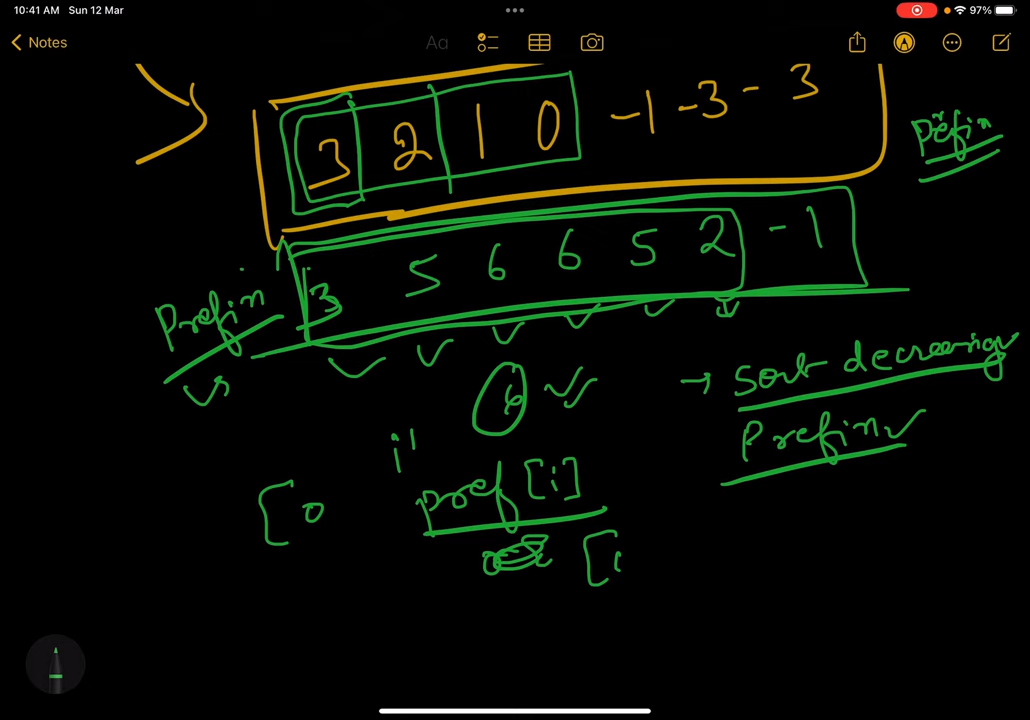 10:41 AM Sun 12 Mar
97%
Notes
Aa
3 2 1 0 -1 -3 - 3
Prefix
Prefix 3 5 6 6 5 2 -1
6
→ Sort decreasing
Prefix
i
[0 pref[i]
[i